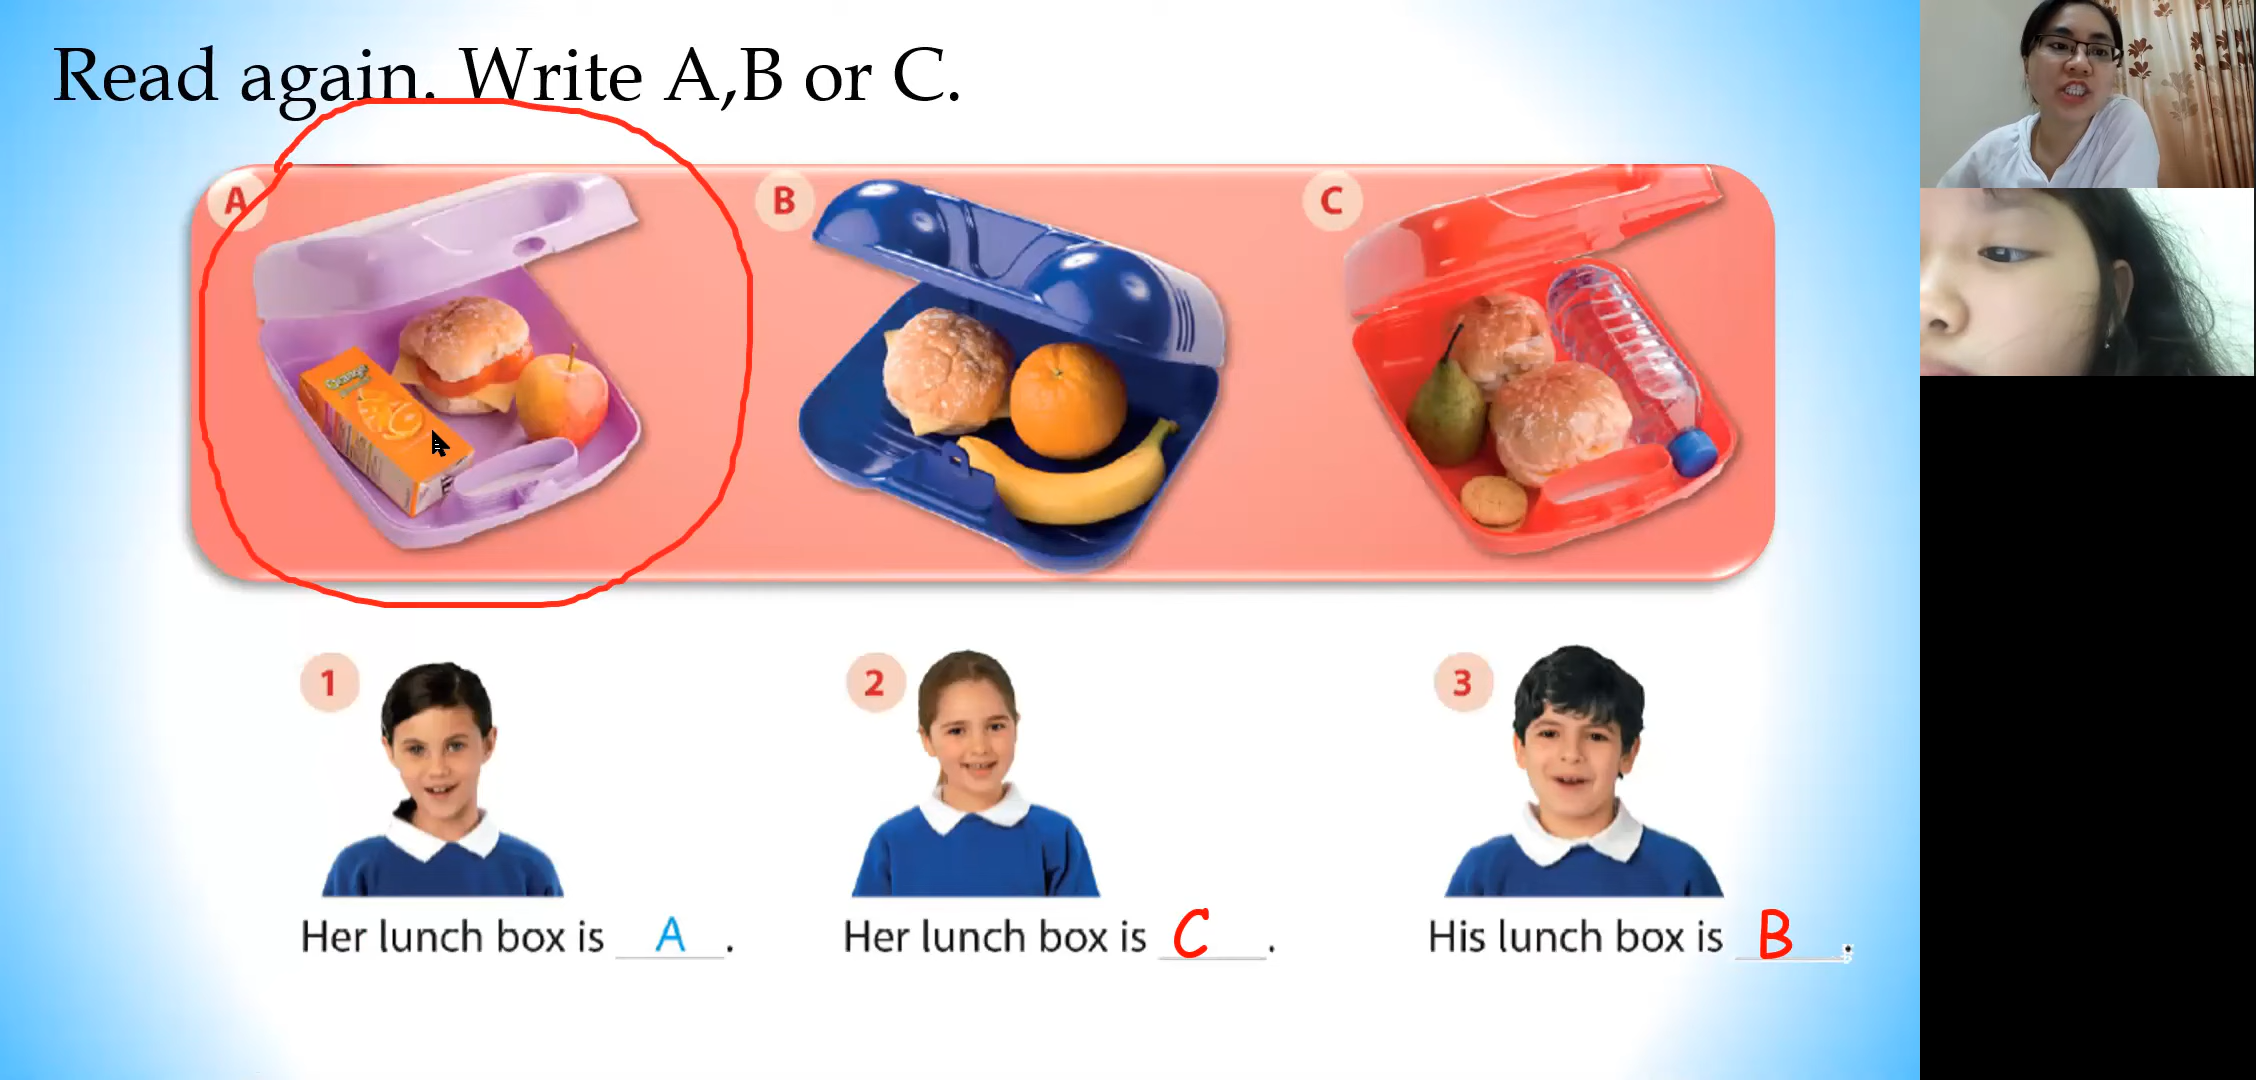 Read again. Write A,B or C.
A
B
C
Orange
1
2
3
Her lunch box is A.
Her lunch box is C.
His lunch box is B.